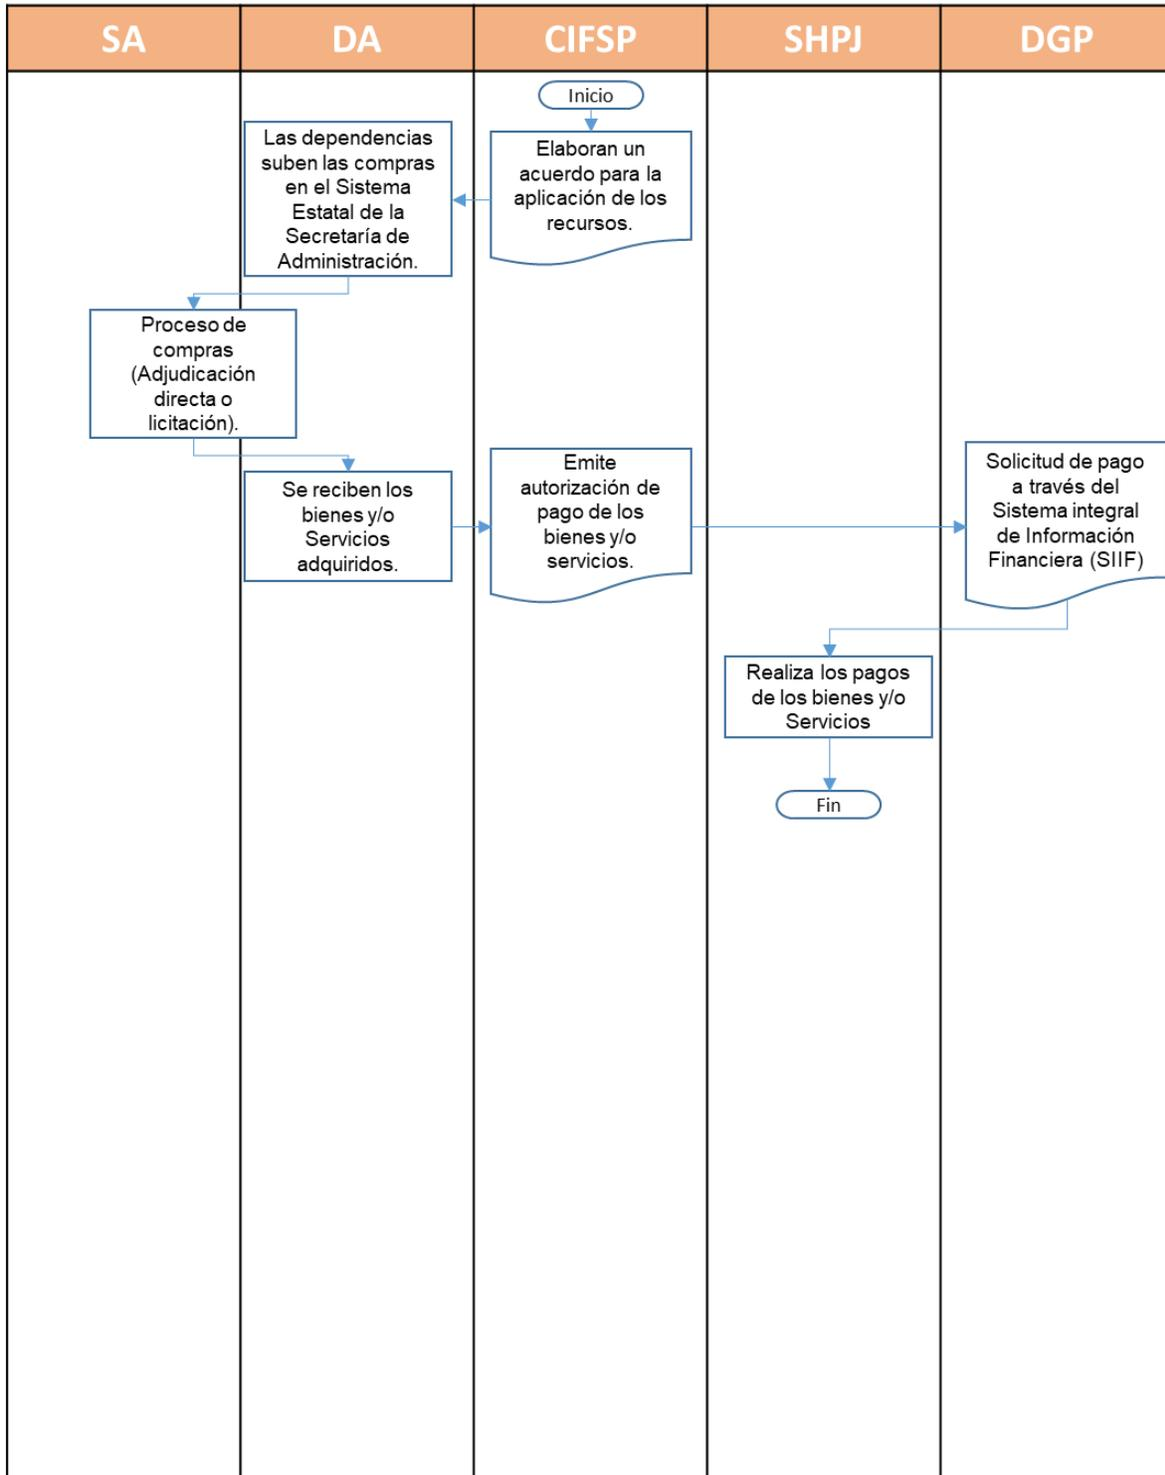 SA DA CIFSP SHPJ DGP
Inicio
Elaboran un
acuerdo para la
aplicación de los
recursos.
Las dependencias
suben las compras
en el Sistema
Estatal de la
Secretaría de
Administración.
Proceso de
compras
(Adjudicación
directa o
licitación).
Se reciben los
bienes y/o
Servicios
adquiridos.
Emite
autorización de
pago de los
bienes y/o
servicios.
Solicitud de pago
a través del
Sistema integral
de Información
Financiera (SIIF)
Realiza los pagos
de los bienes y/o
Servicios
Fin